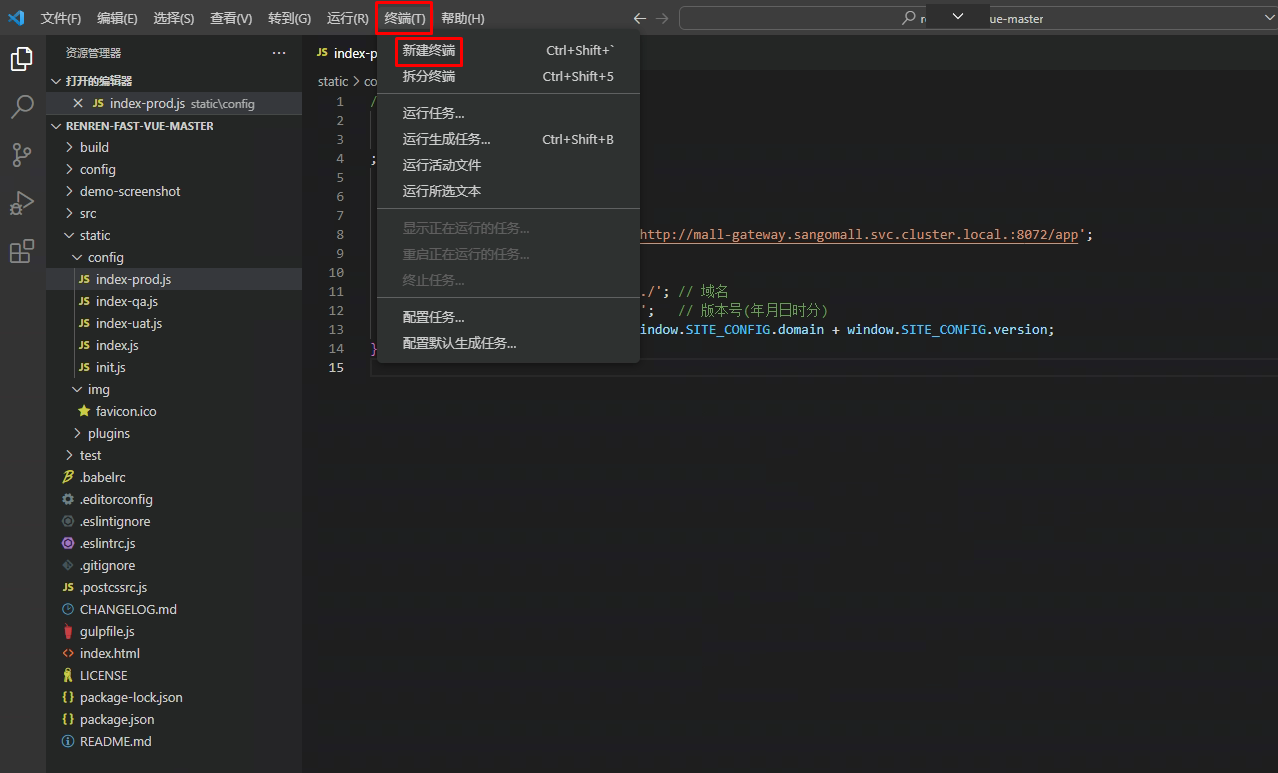 文件(F) 编辑(E) 选择(S) 查看(V) 转到(G) 运行(R) 终端(T) 帮助(H)
ue-master
资源管理器 ···
打开的编辑器
JS index-prod.js static\config
RENREN-FAST-VUE-MASTER
build
config
demo-screenshot
src
static
config
JS index-prod.js
JS index-qa.js
JS index-uat.js
JS index.js
JS init.js
img
favicon.ico
plugins
test
.babelrc
.editorconfig
.eslintignore
.eslintrc.js
.gitignore
JS .postcssrc.js
CHANGELOG.md
gulpfile.js
index.html
LICENSE
{} package-lock.json
{} package.json
README.md
新建终端 Ctrl+Shift+`
拆分终端 Ctrl+Shift+5
运行任务...
运行生成任务... Ctrl+Shift+B
运行活动文件
运行所选文本
显示正在运行的任务...
重启正在运行的任务...
终止任务...
配置任务...
配置默认生成任务...
JS index-p
static > co
1 /
2
3
4 ;
5
6
7
8 http://mall-gateway.sangomall.svc.cluster.local.:8072/app';
9
10
11 ./'; // 域名
12 '; // 版本号(年月日时分)
13 indow.SITE_CONFIG.domain + window.SITE_CONFIG.version;
14 }
15